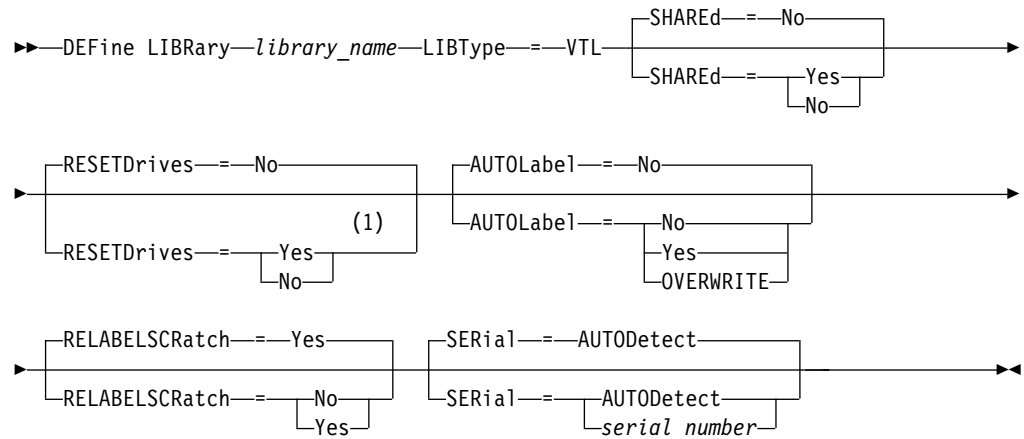 SHAREd = No
DEFine LIBRary library_name LIBType = VTL
SHAREd = Yes
No
RESETDrives = No AUTOLabel = No
(1)
RESETDrives = Yes AUTOLabel = No
No Yes
OVERWRITE
RELABELSCRatch = Yes SERial = AUTODetect
RELABELSCRatch = No SERial = AUTODetect
Yes serial number